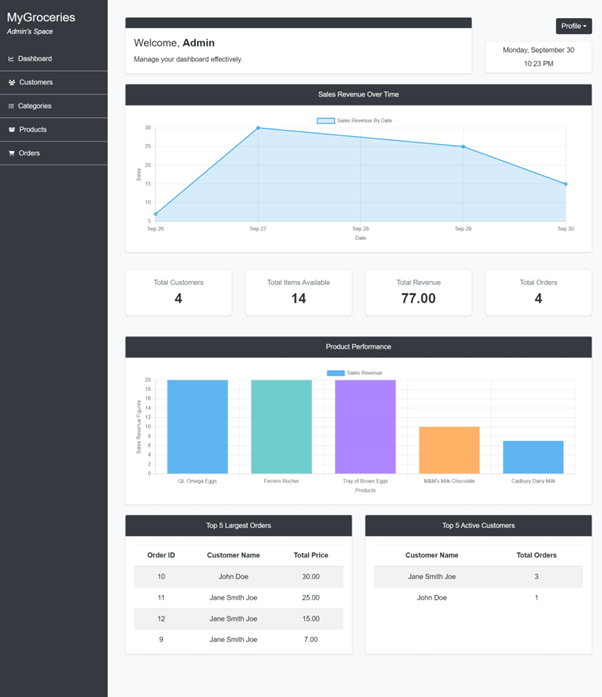 MyGroceries
Admin's Space
Dashboard
Customers
Categories
Products
Orders
Welcome, Admin
Manage your dashboard effectively.
Profile
Monday, September 30
10:23 PM
Sales Revenue Over Time
Sales Revenue By Date
Sales
30
25
20
15
10
5
Sep 26 Sep 27 Sep 28 Sep 29 Sep 30
Date
Total Customers
4
Total Items Available
14
Total Revenue
77.00
Total Orders
4
Product Performance
Sales Revenue
Sales Revenue Figures
20
18
16
14
12
10
8
6
4
2
0
QL Omega Eggs Ferrero Rocher Tray of Brown Eggs M&M's Milk Chocolate Cadbury Dairy Milk
Products
Top 5 Largest Orders
Order ID Customer Name Total Price
10 John Doe 30.00
11 Jane Smith Joe 25.00
12 Jane Smith Joe 15.00
9 Jane Smith Joe 7.00
Top 5 Active Customers
Customer Name Total Orders
Jane Smith Joe 3
John Doe 1